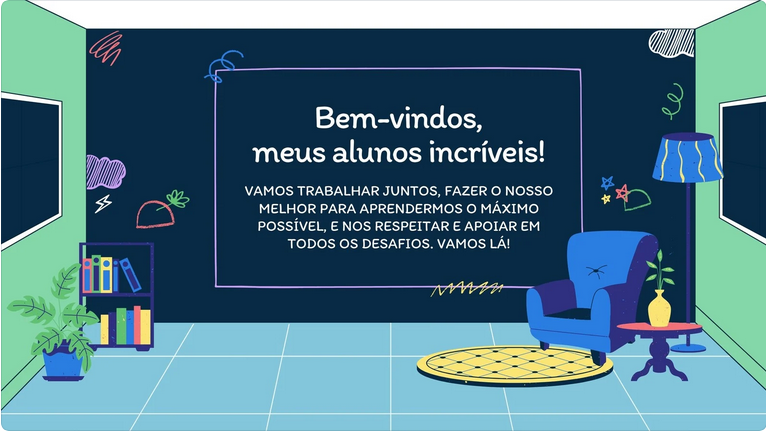 Bem-vindos,
meus alunos incríveis!
VAMOS TRABALHAR JUNTOS, FAZER O NOSSO
MELHOR PARA APRENDERMOS O MÁXIMO
POSSÍVEL, E NOS RESPEITAR E APOIAR EM
TODOS OS DESAFIOS. VAMOS LÁ!